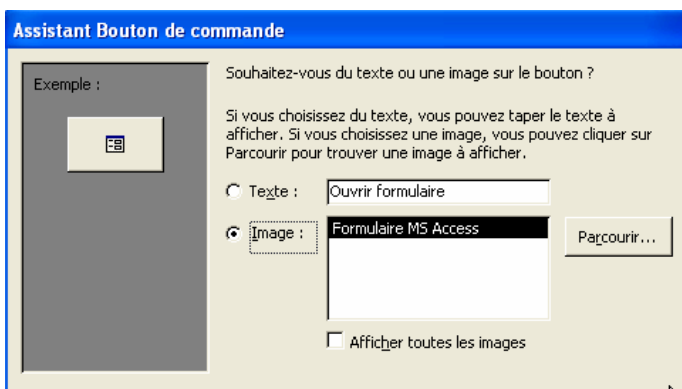 Assistant Bouton de commande
Exemple :
Souhaitez-vous du texte ou une image sur le bouton ?
Si vous choisissez du texte, vous pouvez taper le texte à
afficher. Si vous choisissez une image, vous pouvez cliquer sur
Parcourir pour trouver une image à afficher.
Texte : Ouvrir formulaire
Image : Formulaire MS Access
Parcourir...
Afficher toutes les images